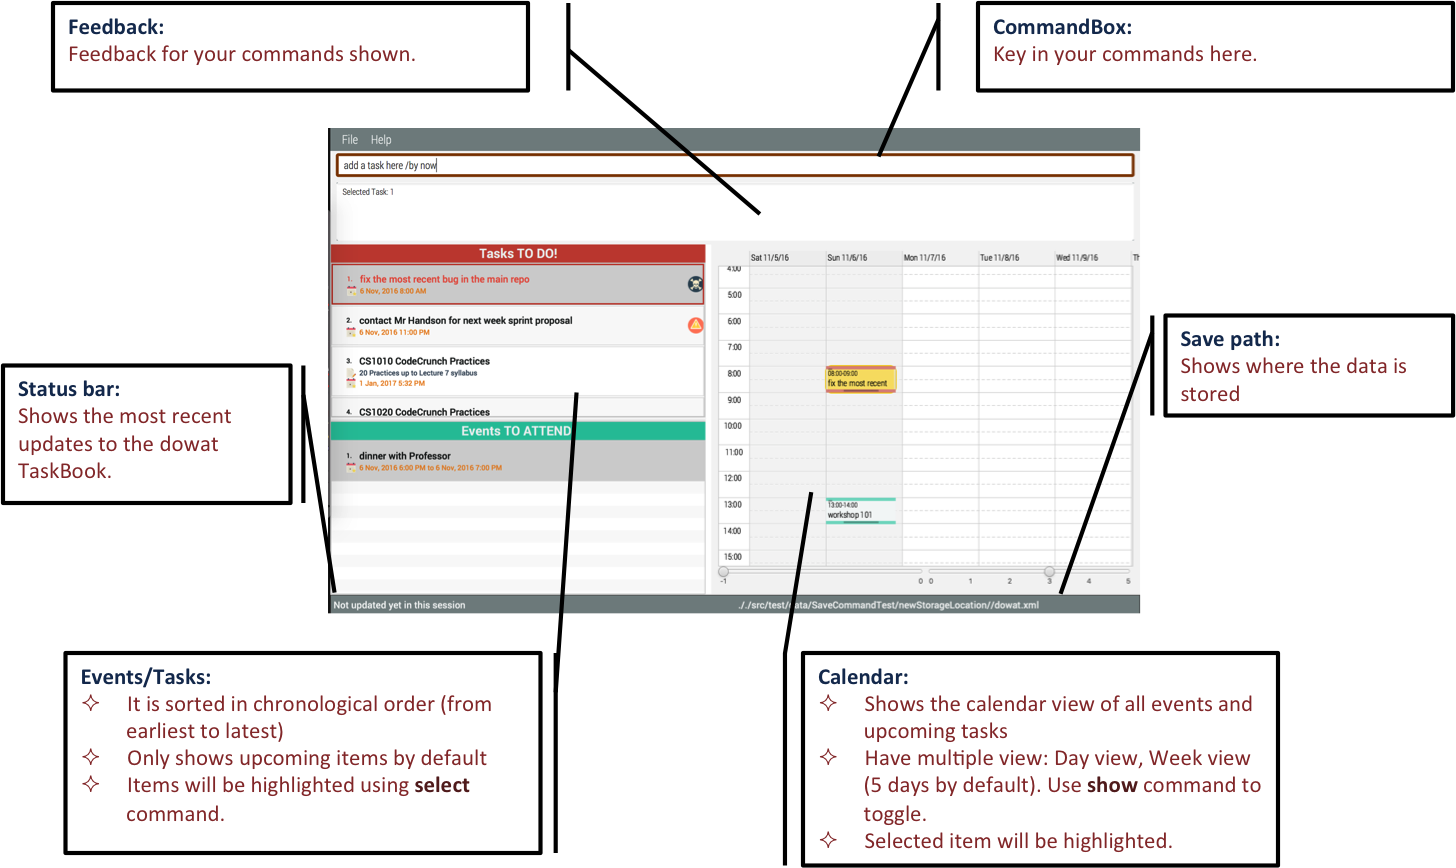 Feedback:
Feedback for your commands shown.
CommandBox:
Key in your commands here.
File Help
add a task here /by now
Selected Task: 1
Tasks TO DO!
1. fix the most recent bug in the main repo
6 Nov, 2016 8:00 AM
2. contact Mr Handson for next week sprint proposal
6 Nov, 2016 11:00 PM
3. CS1010 CodeCrunch Practices
20 Practices up to Lecture 7 syllabus
1 Jan, 2017 5:32 PM
4. CS1020 CodeCrunch Practices
Events TO ATTEND
1. dinner with Professor
6 Nov, 2016 6:00 PM to 6 Nov, 2016 7:00 PM
Sat 11/5/16 Sun 11/6/16 Mon 11/7/16 Tue 11/8/16 Wed 11/9/16 Th
4:00
5:00
6:00
7:00
8:00
9:00
10:00
11:00
12:00
13:00
14:00
15:00
08:00-09:00
fix the most recent
13:00-14:00
workshop 101
-1 0 0 1 2 3 4 5
Not updated yet in this session
././src/test/data/SaveCommandTest/newStorageLocation//dowat.xml
Status bar:
Shows the most recent
updates to the dowat
TaskBook.
Save path:
Shows where the data is
stored
Events/Tasks:
✧ It is sorted in chronological order (from
earliest to latest)
✧ Only shows upcoming items by default
✧ Items will be highlighted using select
command.
Calendar:
✧ Shows the calendar view of all events and
upcoming tasks
✧ Have multiple view: Day view, Week view
(5 days by default). Use show command to
toggle.
✧ Selected item will be highlighted.